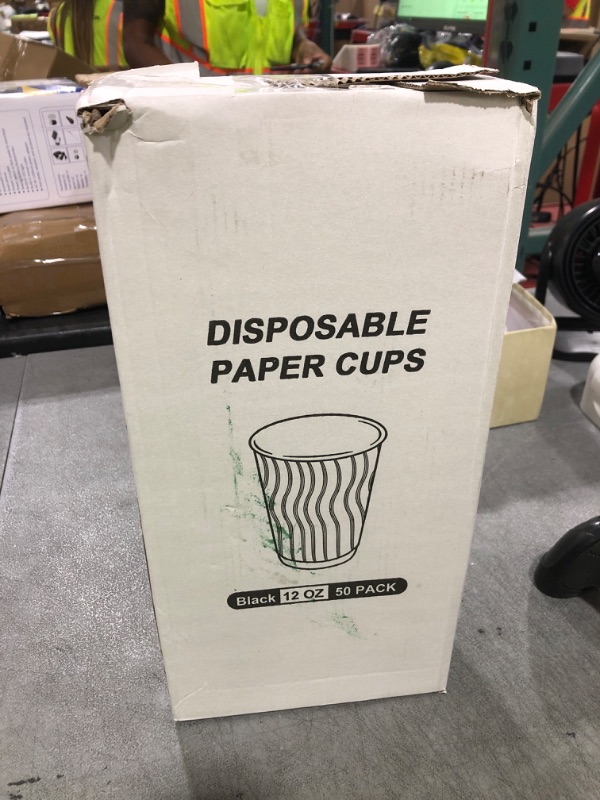 DISPOSABLE
PAPER CUPS
Black 12 OZ 50 PACK